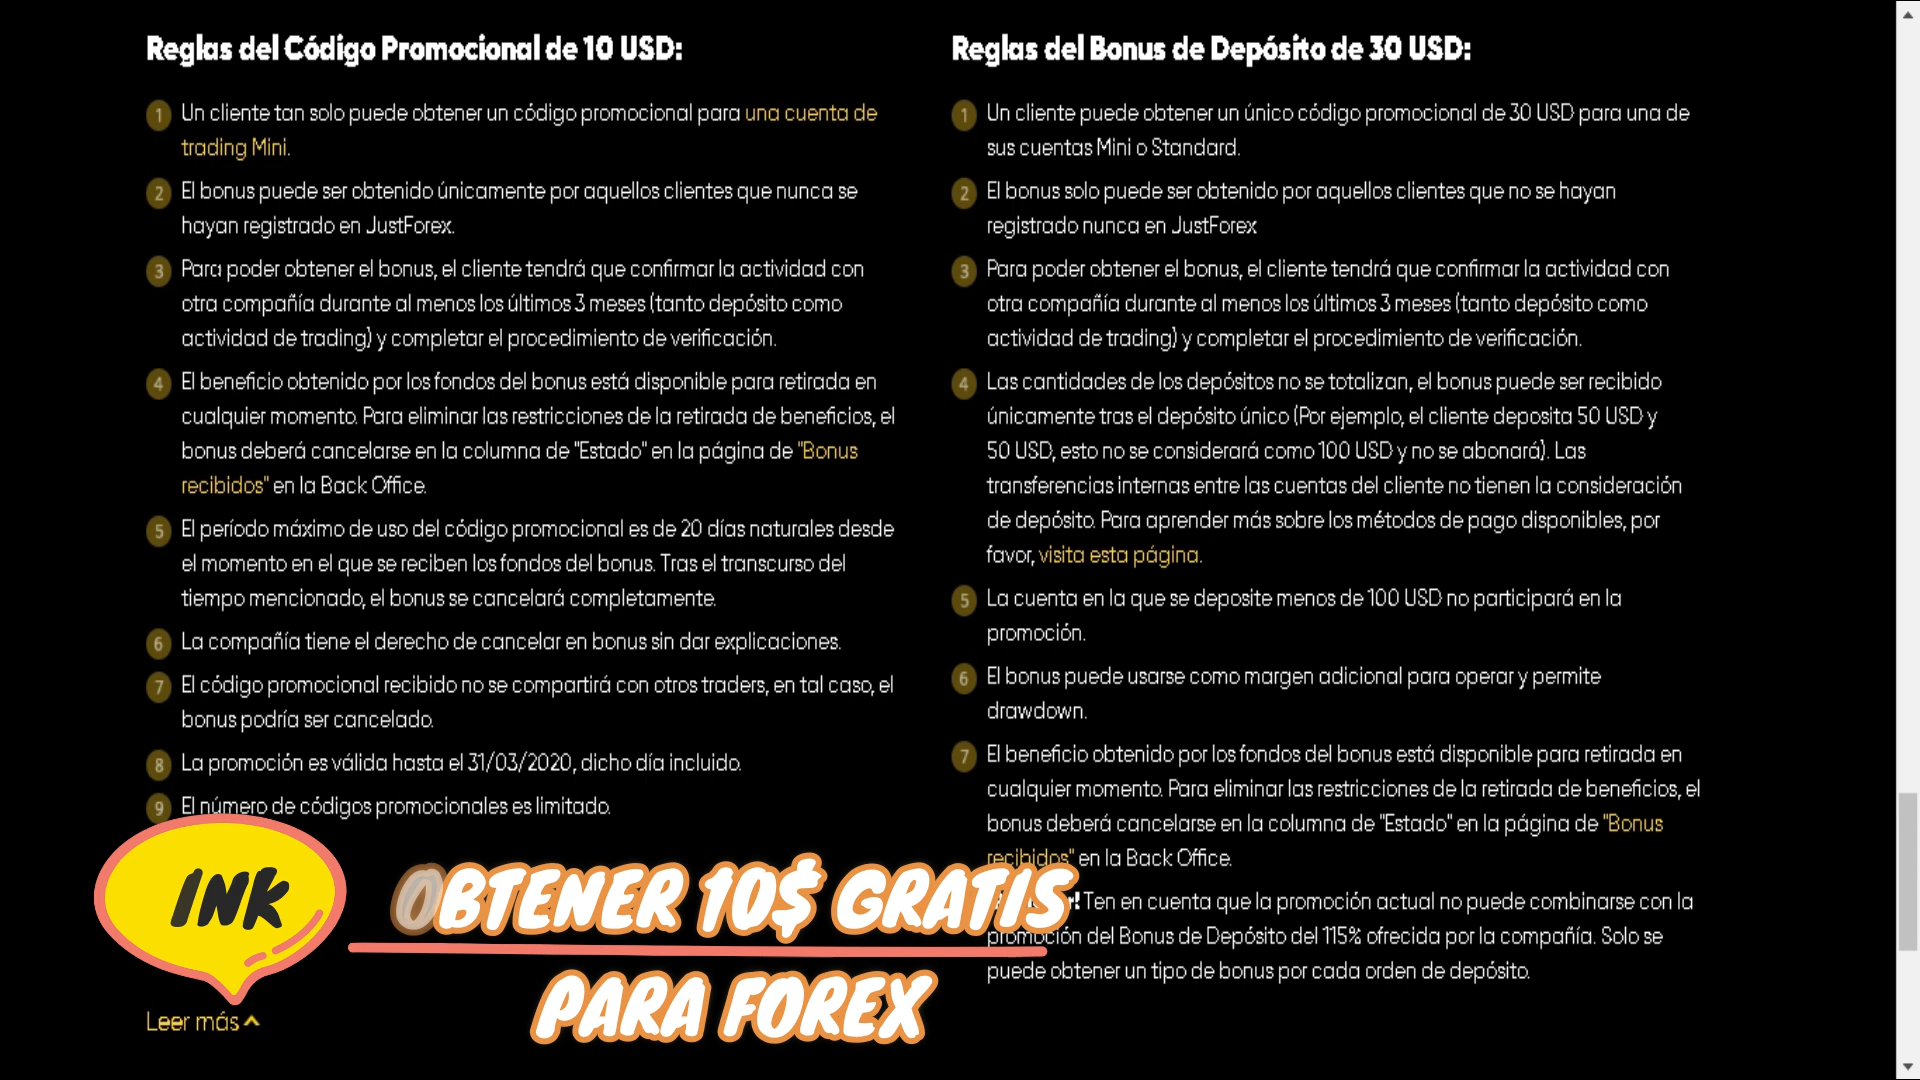 Reglas del Código Promocional de 10 USD:
1 Un cliente tan solo puede obtener un código promocional para una cuenta de
trading Mini.
2 El bonus puede ser obtenido únicamente por aquellos clientes que nunca se
hayan registrado en JustForex.
3 Para poder obtener el bonus, el cliente tendrá que confirmar la actividad con
otra compañía durante al menos los últimos 3 meses (tanto depósito como
actividad de trading) y completar el procedimiento de verificación.
4 El beneficio obtenido por los fondos del bonus está disponible para retirada en
cualquier momento. Para eliminar las restricciones de la retirada de beneficios, el
bonus deberá cancelarse en la columna de "Estado" en la página de "Bonus
recibidos" en la Back Office.
5 El período máximo de uso del código promocional es de 20 días naturales desde
el momento en el que se reciben los fondos del bonus. Tras el transcurso del
tiempo mencionado, el bonus se cancelará completamente.
6 La compañía tiene el derecho de cancelar en bonus sin dar explicaciones.
7 El código promocional recibido no se compartirá con otros traders, en tal caso, el
bonus podría ser cancelado.
8 La promoción es válida hasta el 31/03/2020, dicho día incluido.
9 El número de códigos promocionales es limitado.
Leer más
Reglas del Bonus de Depósito de 30 USD:
1 Un cliente puede obtener un único código promocional de 30 USD para una de
sus cuentas Mini o Standard.
2 El bonus solo puede ser obtenido por aquellos clientes que no se hayan
registrado nunca en JustForex
3 Para poder obtener el bonus, el cliente tendrá que confirmar la actividad con
otra compañía durante al menos los últimos 3 meses (tanto depósito como
actividad de trading) y completar el procedimiento de verificación.
4 Las cantidades de los depósitos no se totalizan, el bonus puede ser recibido
únicamente tras el depósito único (Por ejemplo, el cliente deposita 50 USD y
50 USD, esto no se considerará como 100 USD y no se abonará). Las
transferencias internas entre las cuentas del cliente no tienen la consideración
de depósito. Para aprender más sobre los métodos de pago disponibles, por
favor, visita esta página.
5 La cuenta en la que se deposite menos de 100 USD no participará en la
promoción.
6 El bonus puede usarse como margen adicional para operar y permite
drawdown.
7 El beneficio obtenido por los fondos del bonus está disponible para retirada en
cualquier momento. Para eliminar las restricciones de la retirada de beneficios, el
bonus deberá cancelarse en la columna de "Estado" en la página de "Bonus
recibidos" en la Back Office.
Ten en cuenta que la promoción actual no puede combinarse con la
promoción del Bonus de Depósito del 115% ofrecida por la compañía. Solo se
puede obtener un tipo de bonus por cada orden de depósito.
INK
OBTENER 10$ GRATIS
PARA FOREX